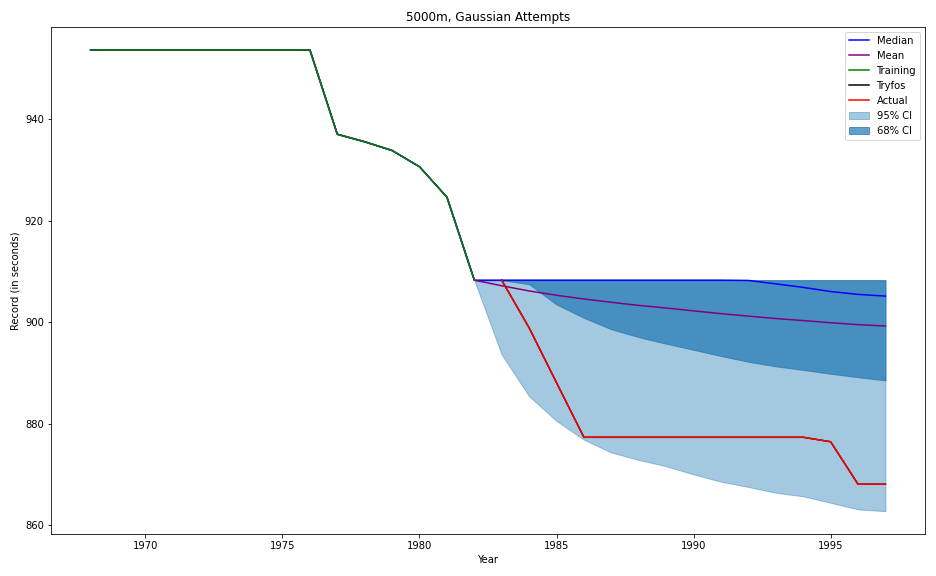 5000m, Gaussian Attempts
Median
Mean
Training
Tryfos
Actual
95% CI
68% CI
Record (in seconds)
940
920
900
880
860
1970
1975
1980
1985
1990
1995
Year